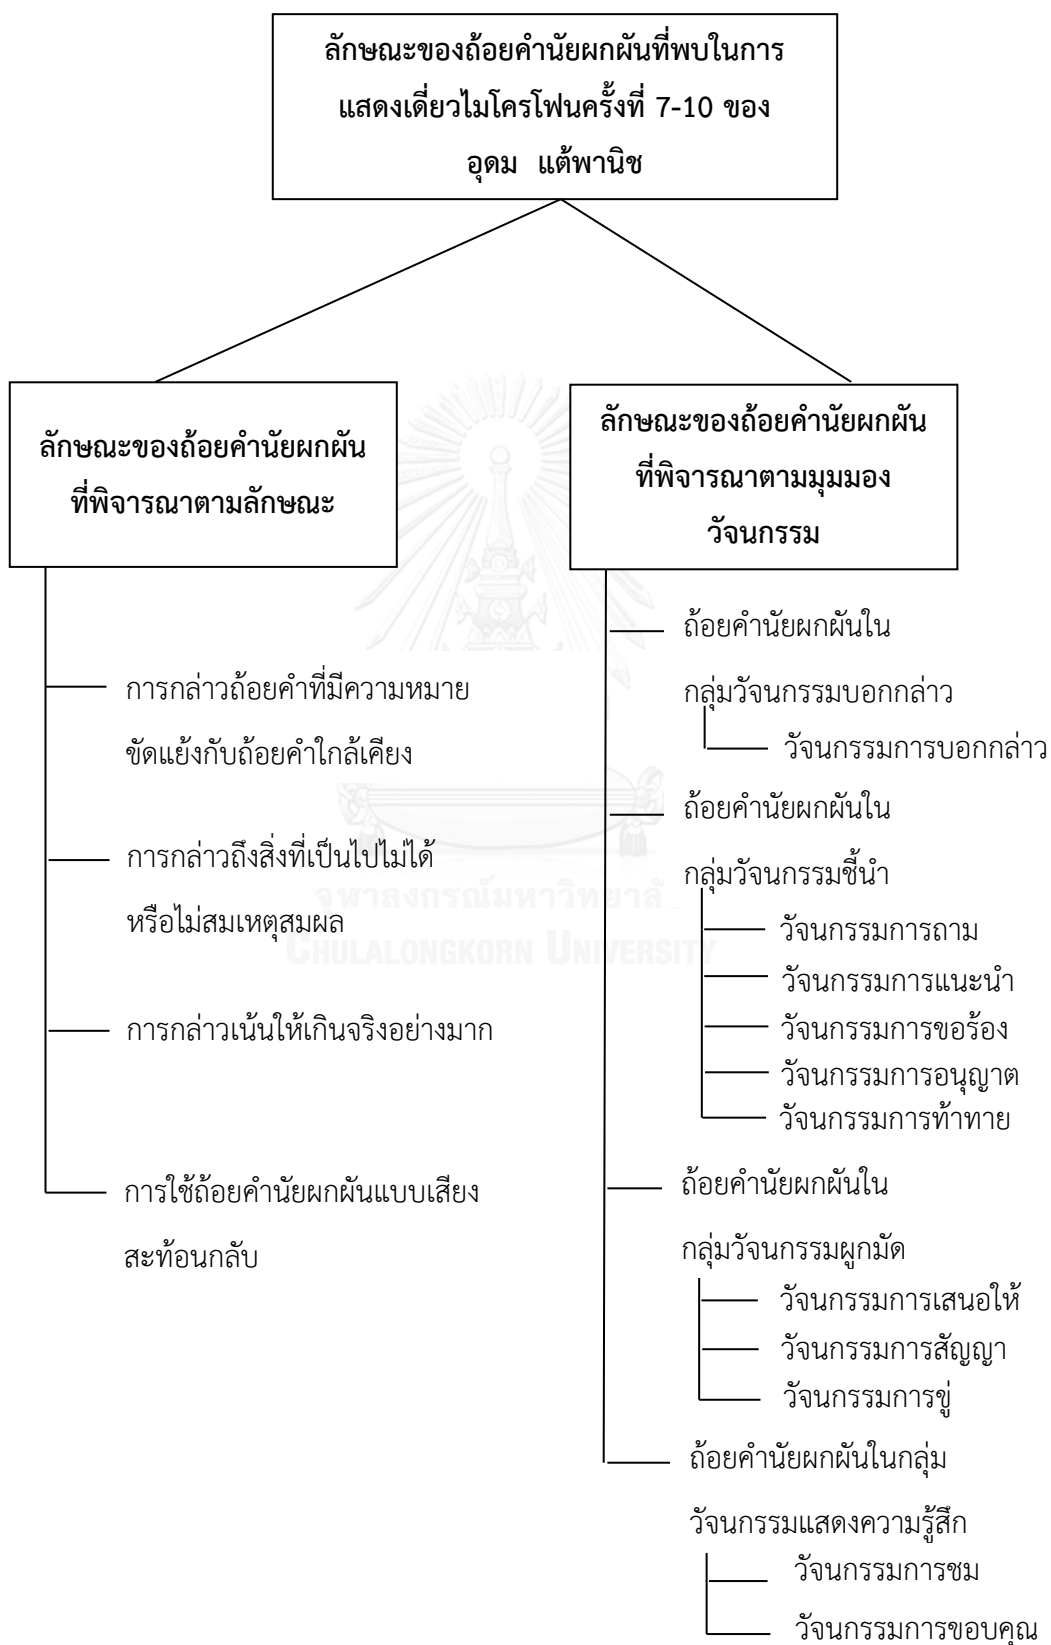 ลักษณะของถ้อยคำนัยผกผันที่พบในการ
แสดงเดี่ยวไมโครโฟนครั้งที่ 7-10 ของ
อุดม แต้พานิช
ลักษณะของถ้อยคำนัยผกผัน
ที่พิจารณาตามลักษณะ
การกล่าวถ้อยคำที่มีความหมาย
ขัดแย้งกับถ้อยคำใกล้เคียง
การกล่าวถึงสิ่งที่เป็นไปไม่ได้
หรือไม่สมเหตุสมผล
การกล่าวเน้นให้เกินจริงอย่างมาก
การใช้ถ้อยคำนัยผกผันแบบเสียง
สะท้อนกลับ
ลักษณะของถ้อยคำนัยผกผัน
ที่พิจารณาตามมุมมอง
วัจนกรรม
ถ้อยคำนัยผกผันใน
กลุ่มวัจนกรรมบอกกล่าว
วัจนกรรมการบอกกล่าว
ถ้อยคำนัยผกผันใน
กลุ่มวัจนกรรมชี้นำ
วัจนกรรมการถาม
วัจนกรรมการแนะนำ
วัจนกรรมการขอร้อง
วัจนกรรมการอนุญาต
วัจนกรรมการท้าทาย
ถ้อยคำนัยผกผันใน
กลุ่มวัจนกรรมผูกมัด
วัจนกรรมการเสนอให้
วัจนกรรมการสัญญา
วัจนกรรมการขู่
ถ้อยคำนัยผกผันในกลุ่ม
วัจนกรรมแสดงความรู้สึก
วัจนกรรมการชม
วัจนกรรมการขอบคุณ
จุฬาลงกรณ์มหาวิทยาลั
CHULALONGKORN UNIVERSITY